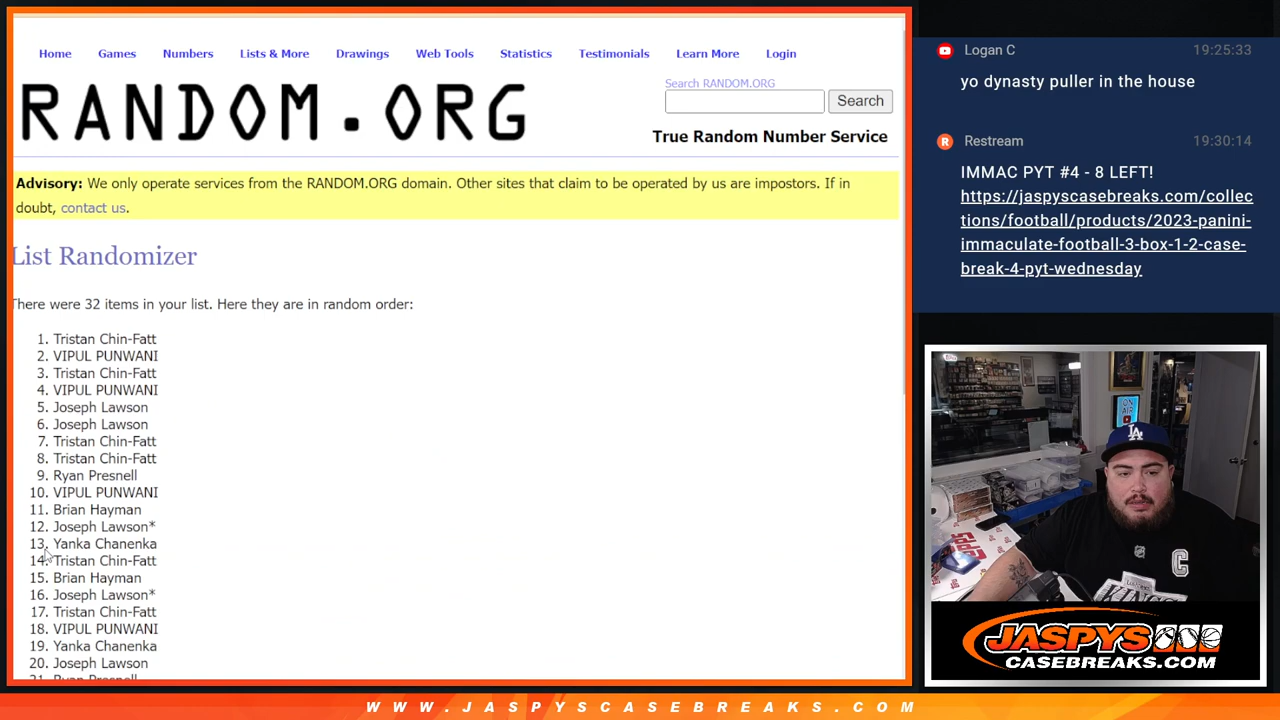 Home Games Numbers Lists & More Drawings Web Tools Statistics Testimonials Learn More Login
RANDOM.ORG
Search RANDOM.ORG
Search
True Random Number Service
Advisory: We only operate services from the RANDOM.ORG domain. Other sites that claim to be operated by us are impostors. If in
doubt, contact us.
List Randomizer
There were 32 items in your list. Here they are in random order:
1. Tristan Chin-Fatt
2. VIPUL PUNWANI
3. Tristan Chin-Fatt
4. VIPUL PUNWANI
5. Joseph Lawson
6. Joseph Lawson
7. Tristan Chin-Fatt
8. Tristan Chin-Fatt
9. Ryan Presnell
10. VIPUL PUNWANI
11. Brian Hayman
12. Joseph Lawson*
13. Yanka Chanenka
14. Tristan Chin-Fatt
15. Brian Hayman
16. Joseph Lawson*
17. Tristan Chin-Fatt
18. VIPUL PUNWANI
19. Yanka Chanenka
20. Joseph Lawson
21. Ryan Presnell
Logan C 19:25:33
yo dynasty puller in the house
R Restream 19:30:14
IMMAC PYT #4 - 8 LEFT!
https://jaspyscasebreaks.com/collec
tions/football/products/2023-panini-
immaculate-football-3-box-1-2-case-
break-4-pyt-wednesday
ON
AIR
LA
C
KINGS
JASPYS
CASEBREAKS.COM
WWW.JASPYSCASEBREAKS.COM